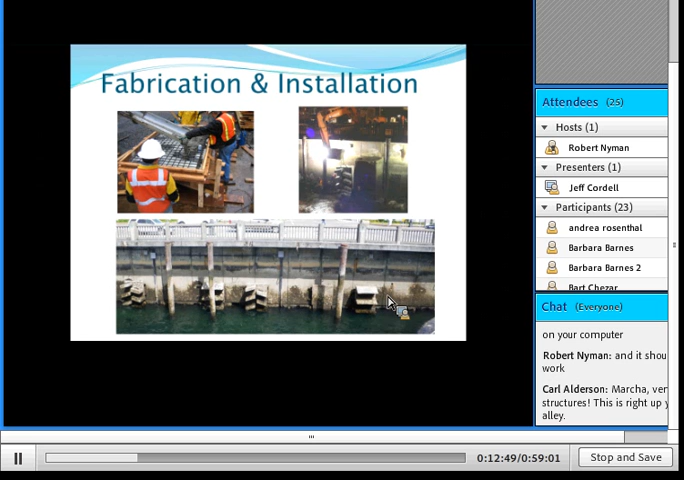 Fabrication & Installation
Attendees (25)
Hosts (1)
Robert Nyman
Presenters (1)
Jeff Cordell
Participants (23)
andrea rosenthal
Barbara Barnes
Barbara Barnes 2
Bart Chezar
Chat (Everyone)
on your computer
Robert Nyman: and it shou
work
Carl Alderson: Marcha, ver
structures! This is right up y
alley.
0:12:49/0:59:01
Stop and Save